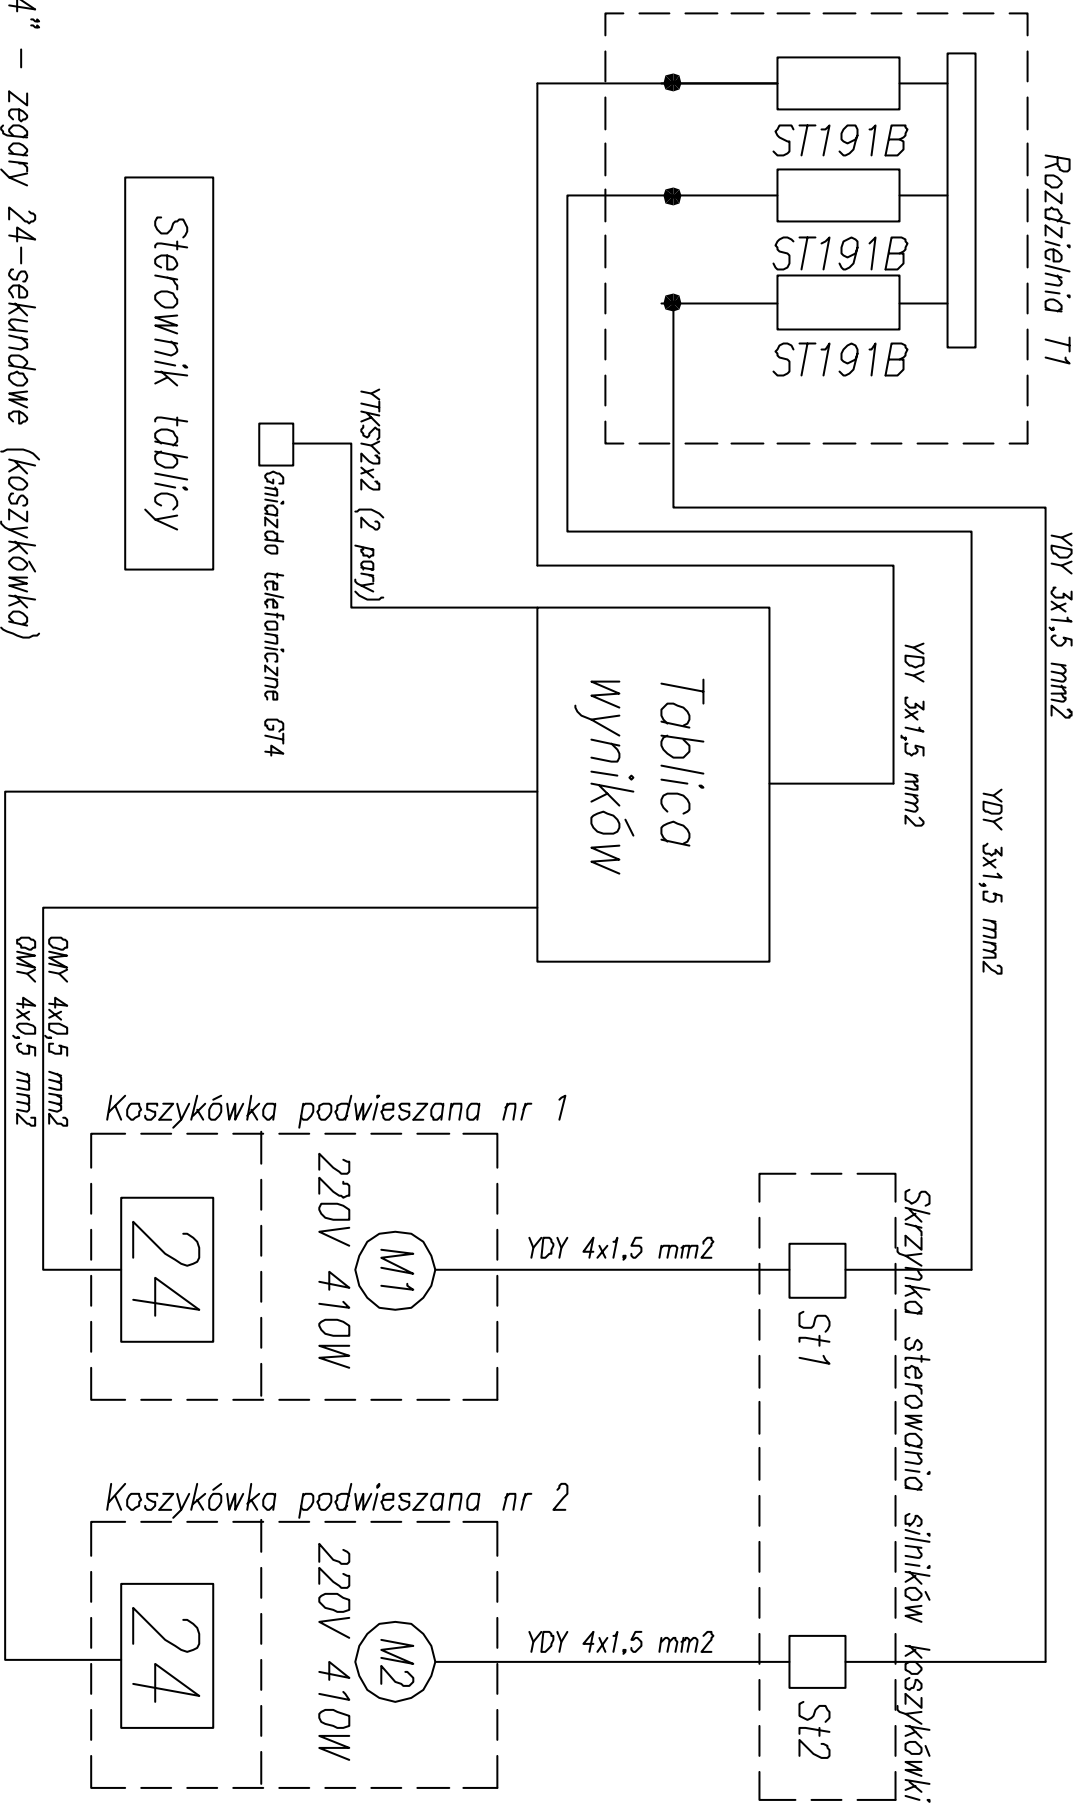 Rozdzielnia T1
ST191B
ST191B
ST191B
YDY 3x1,5 mm2
YDY 3x1,5 mm2
YDY 3x1,5 mm2
Tablica
wyników
YTKSY2x2 (2 pary)
Gniazdo telefoniczne GT4
Sterownik tablicy
4" - zegary 24-sekundowe (koszykówka)
OMY 4x0,5 mm2
OMY 4x0,5 mm2
Skrzynka sterowania silników koszykówki
St1
St2
YDY 4x1,5 mm2
YDY 4x1,5 mm2
Koszykówka podwieszana nr 1
M1
220V 410W
24
Koszykówka podwieszana nr 2
M2
220V 410W
24